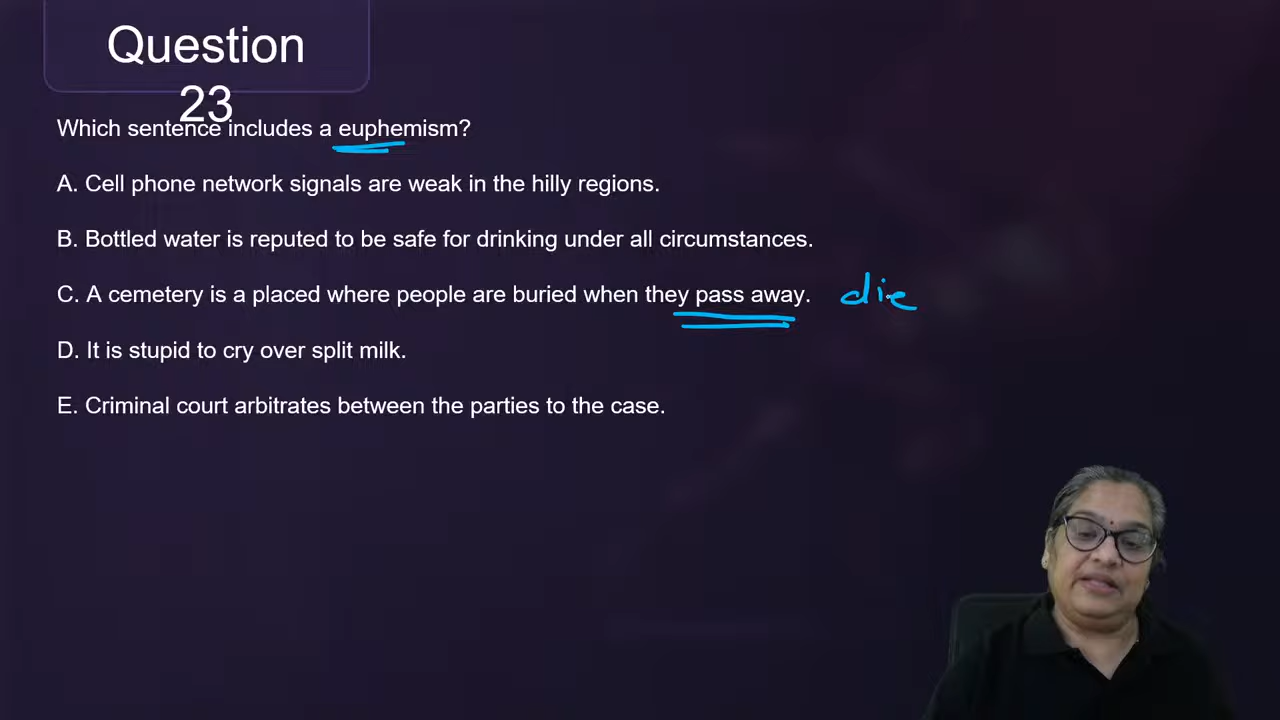 Question
23
Which sentence includes a euphemism?
A. Cell phone network signals are weak in the hilly regions.
B. Bottled water is reputed to be safe for drinking under all circumstances.
C. A cemetery is a placed where people are buried when they pass away. die
D. It is stupid to cry over split milk.
E. Criminal court arbitrates between the parties to the case.